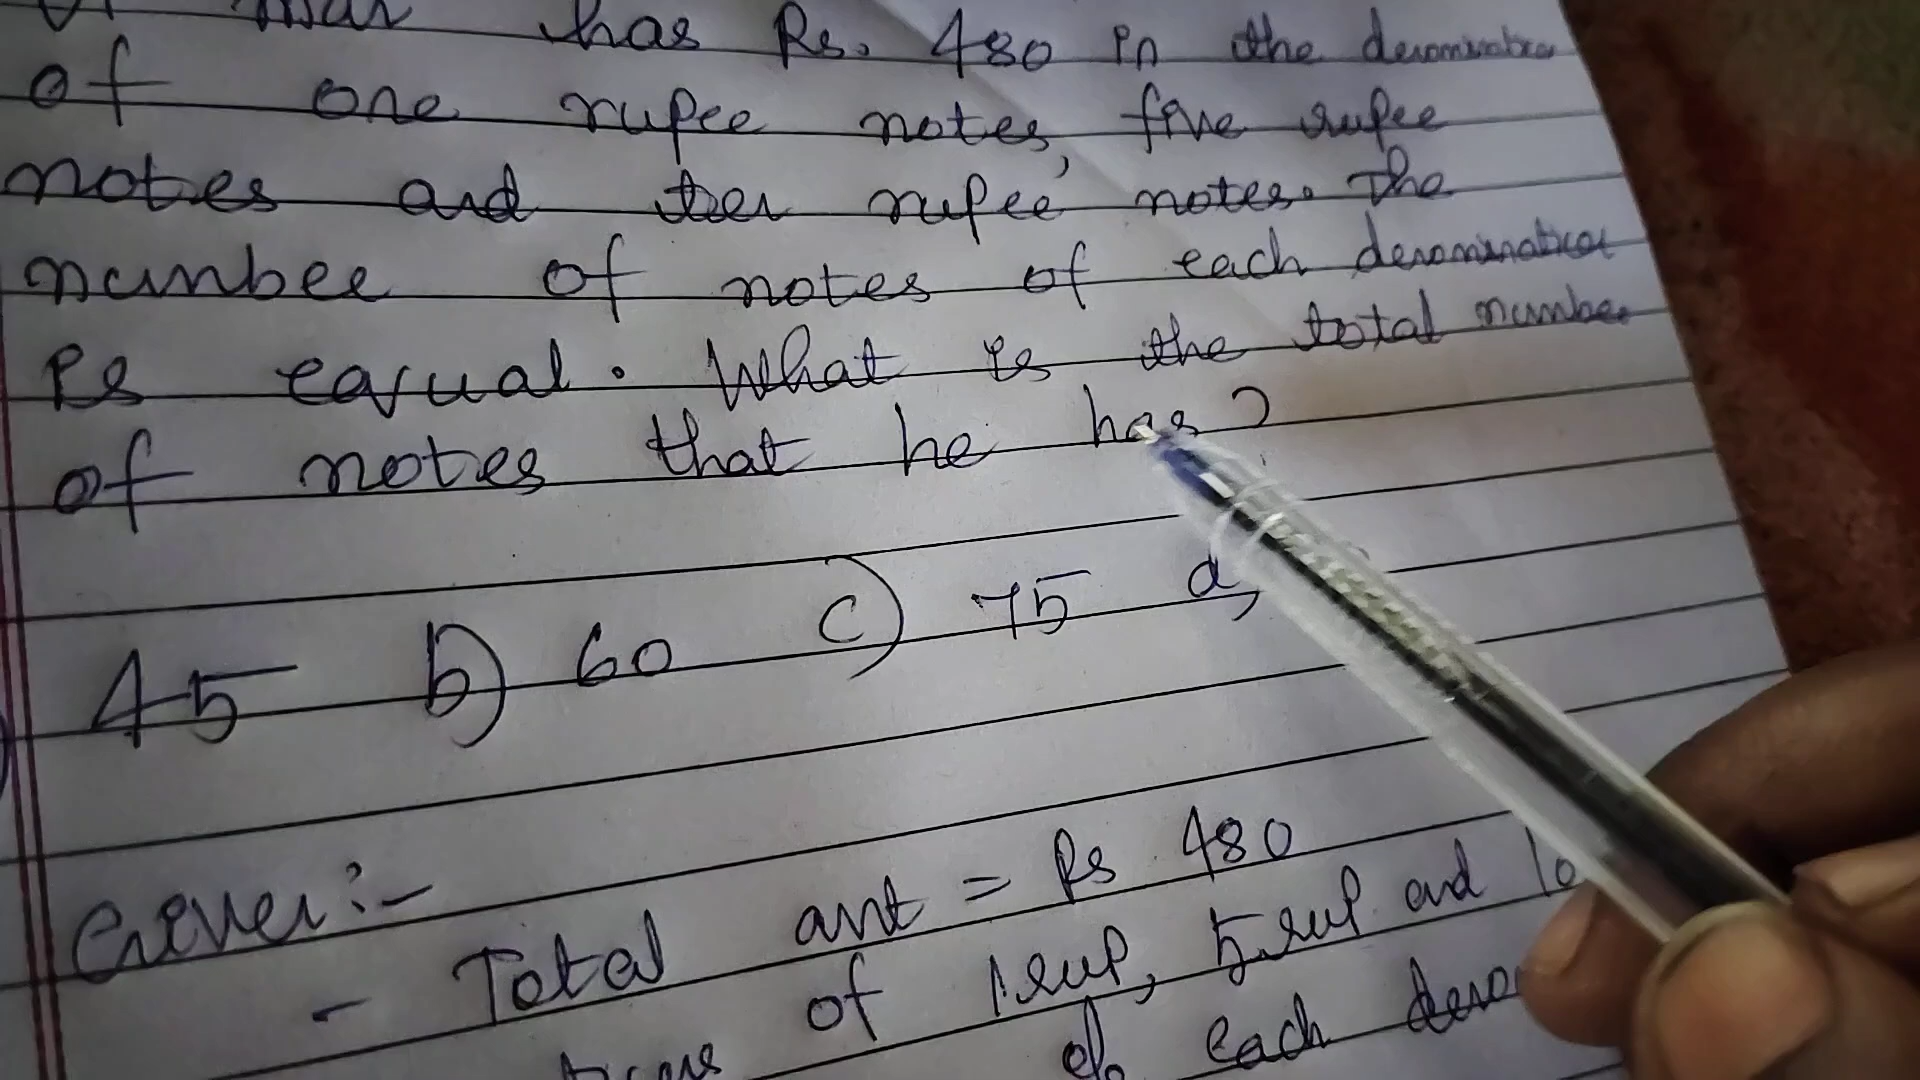 has Rs. 480 in the denomination
of one rupee notes, five rupee
notes and ten rupee notes. The
number of notes of each denomination
is equal. What is the total number
of notes that he has?
45 b) 60 c) 75 d)
Given:-
- Total amt = Rs 480
of 1 rup, 5 rup. and 10
of each